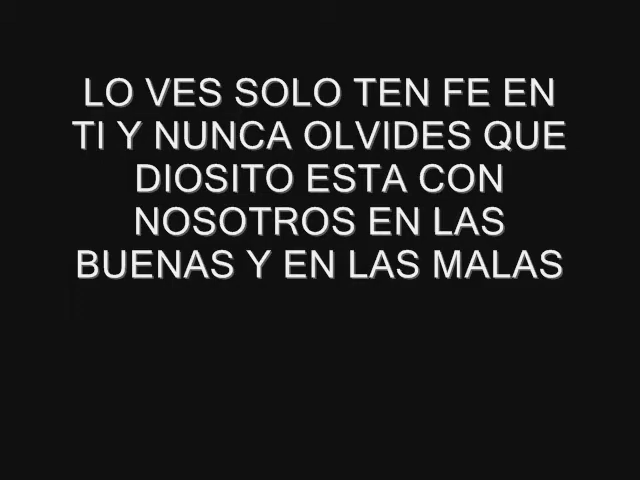 LO VES SOLO TEN FE EN
TI Y NUNCA OLVIDES QUE
DIOSITO ESTA CON
NOSOTROS EN LAS
BUENAS Y EN LAS MALAS